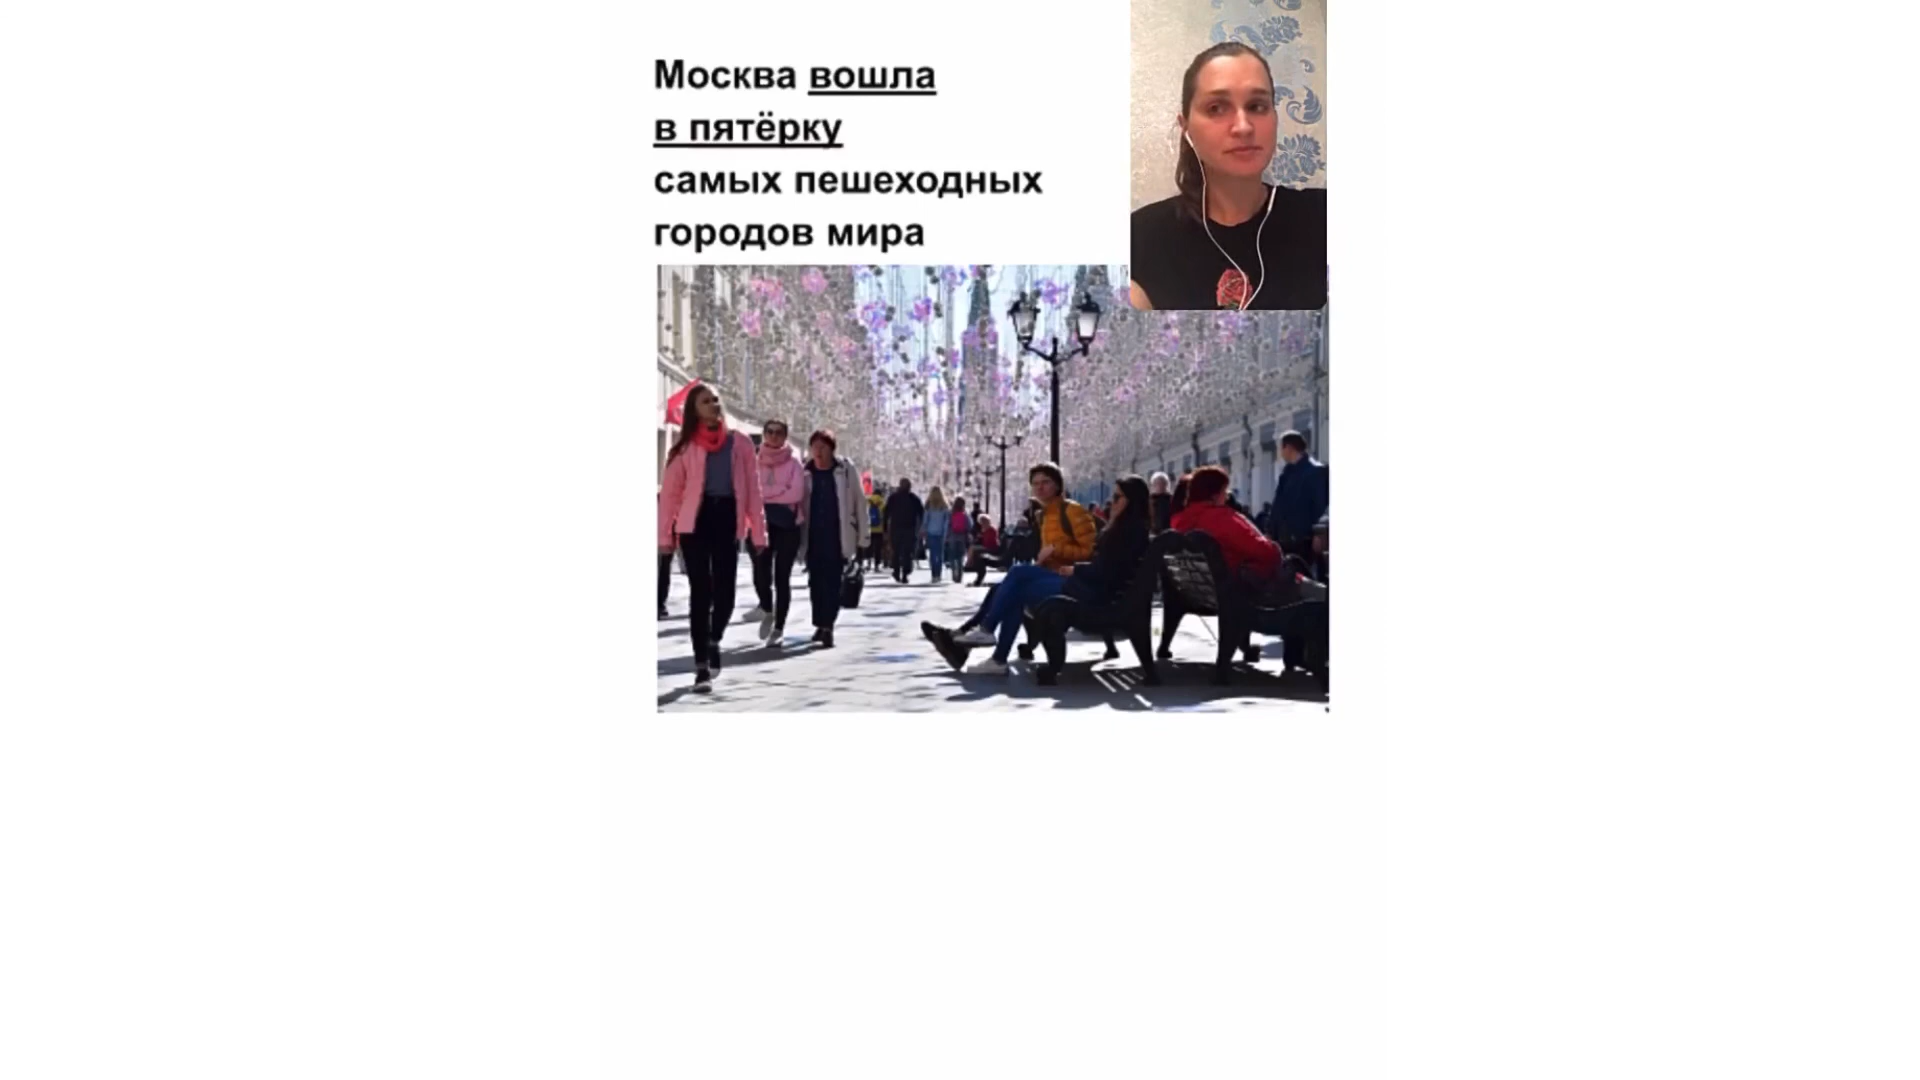 Москва вошла
в пятёрку
самых пешеходных
городов мира